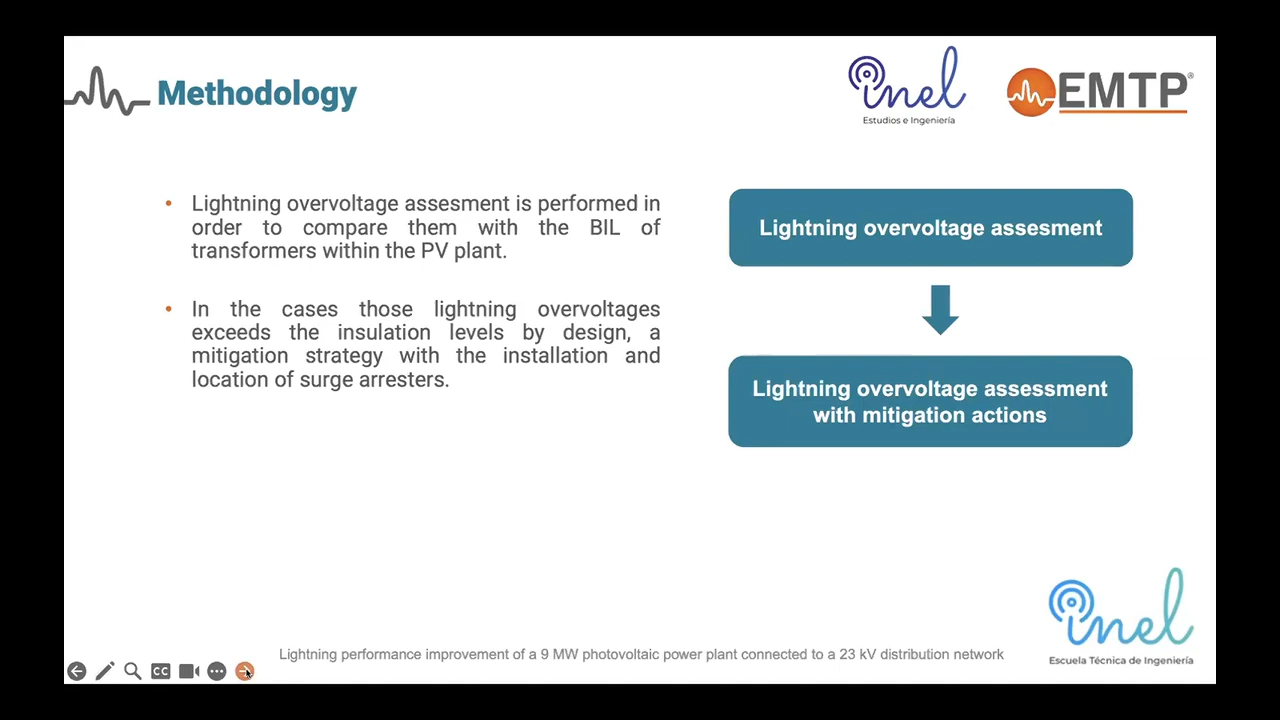 Methodology
inel
Estudios e Ingeniería
EMTP®
• Lightning overvoltage assesment is performed in
order to compare them with the BIL of
transformers within the PV plant.
• In the cases those lightning overvoltages
exceeds the insulation levels by design, a
mitigation strategy with the installation and
location of surge arresters.
Lightning overvoltage assesment
Lightning overvoltage assessment
with mitigation actions
inel
Escuela Técnica de Ingeniería
Lightning performance improvement of a 9 MW photovoltaic power plant connected to a 23 kV distribution network
CC